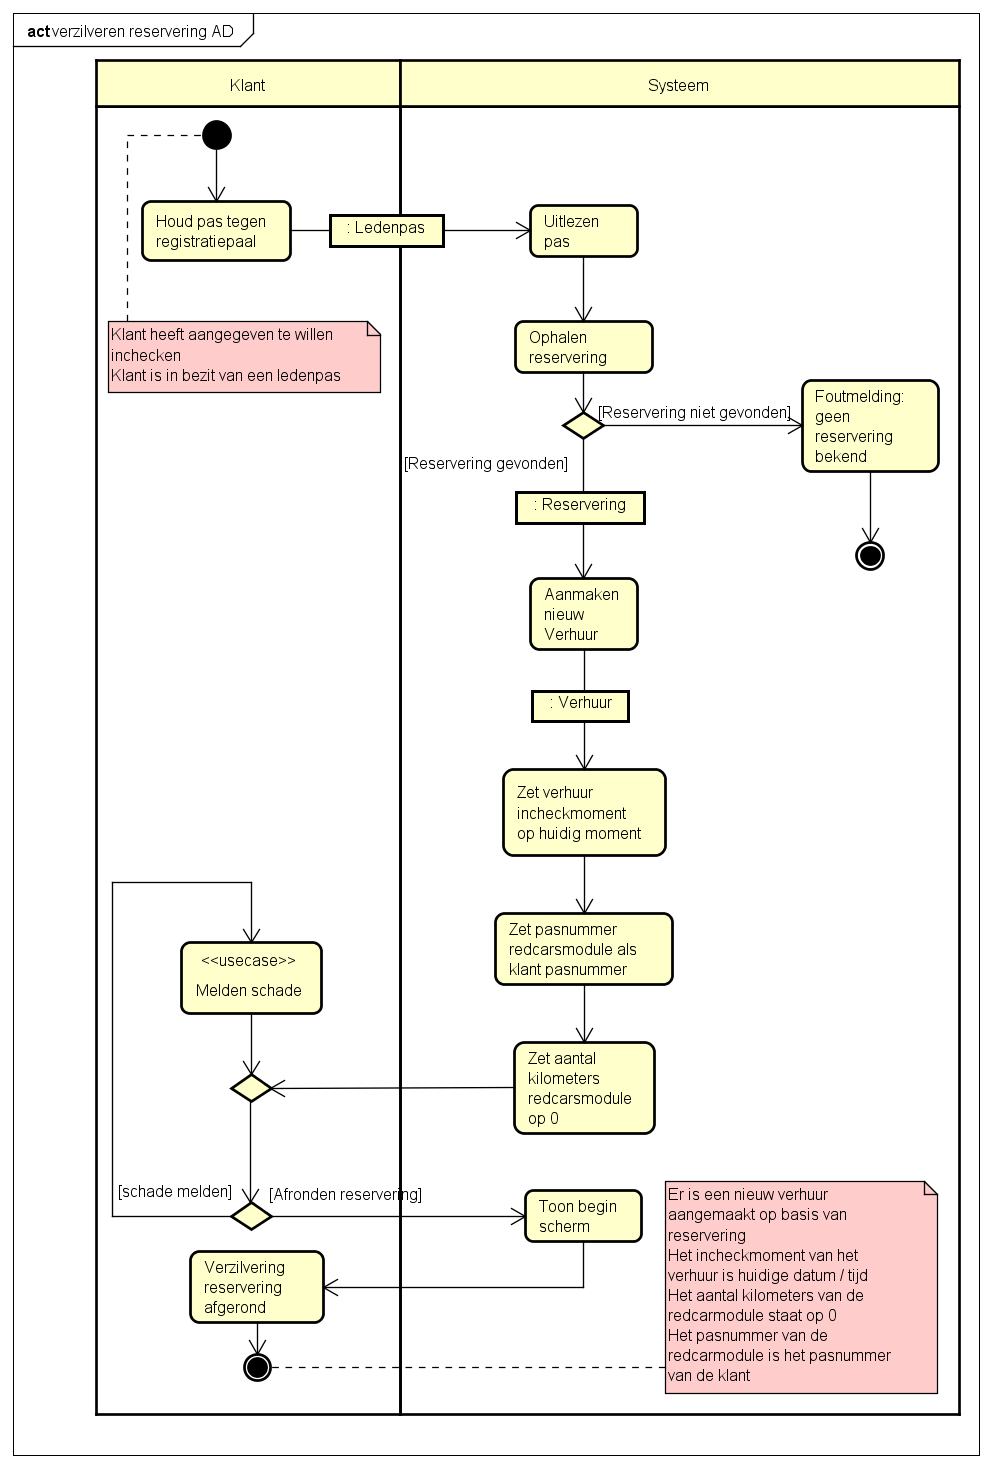 act verzilveren reservering AD
Klant
Systeem
Houd pas tegen
registratiepaal
: Ledenpas
Uitlezen
pas
Klant heeft aangegeven te willen
inchecken
Klant is in bezit van een ledenpas
Ophalen
reservering
[Reservering niet gevonden]
Foutmelding:
geen
reservering
bekend
[Reservering gevonden]
: Reservering
Aanmaken
nieuw
Verhuur
: Verhuur
Zet verhuur
incheckmoment
op huidig moment
Zet pasnummer
redcarsmodule als
klant pasnummer
<<usecase>>
Melden schade
Zet aantal
kilometers
redcarsmodule
op 0
[schade melden]
[Afronden reservering]
Toon begin
scherm
Verzilvering
reservering
afgerond
Er is een nieuw verhuur
aangemaakt op basis van
reservering
Het incheckmoment van het
verhuur is huidige datum / tijd
Het aantal kilometers van de
redcarmodule staat op 0
Het pasnummer van de
redcarmodule is het pasnummer
van de klant